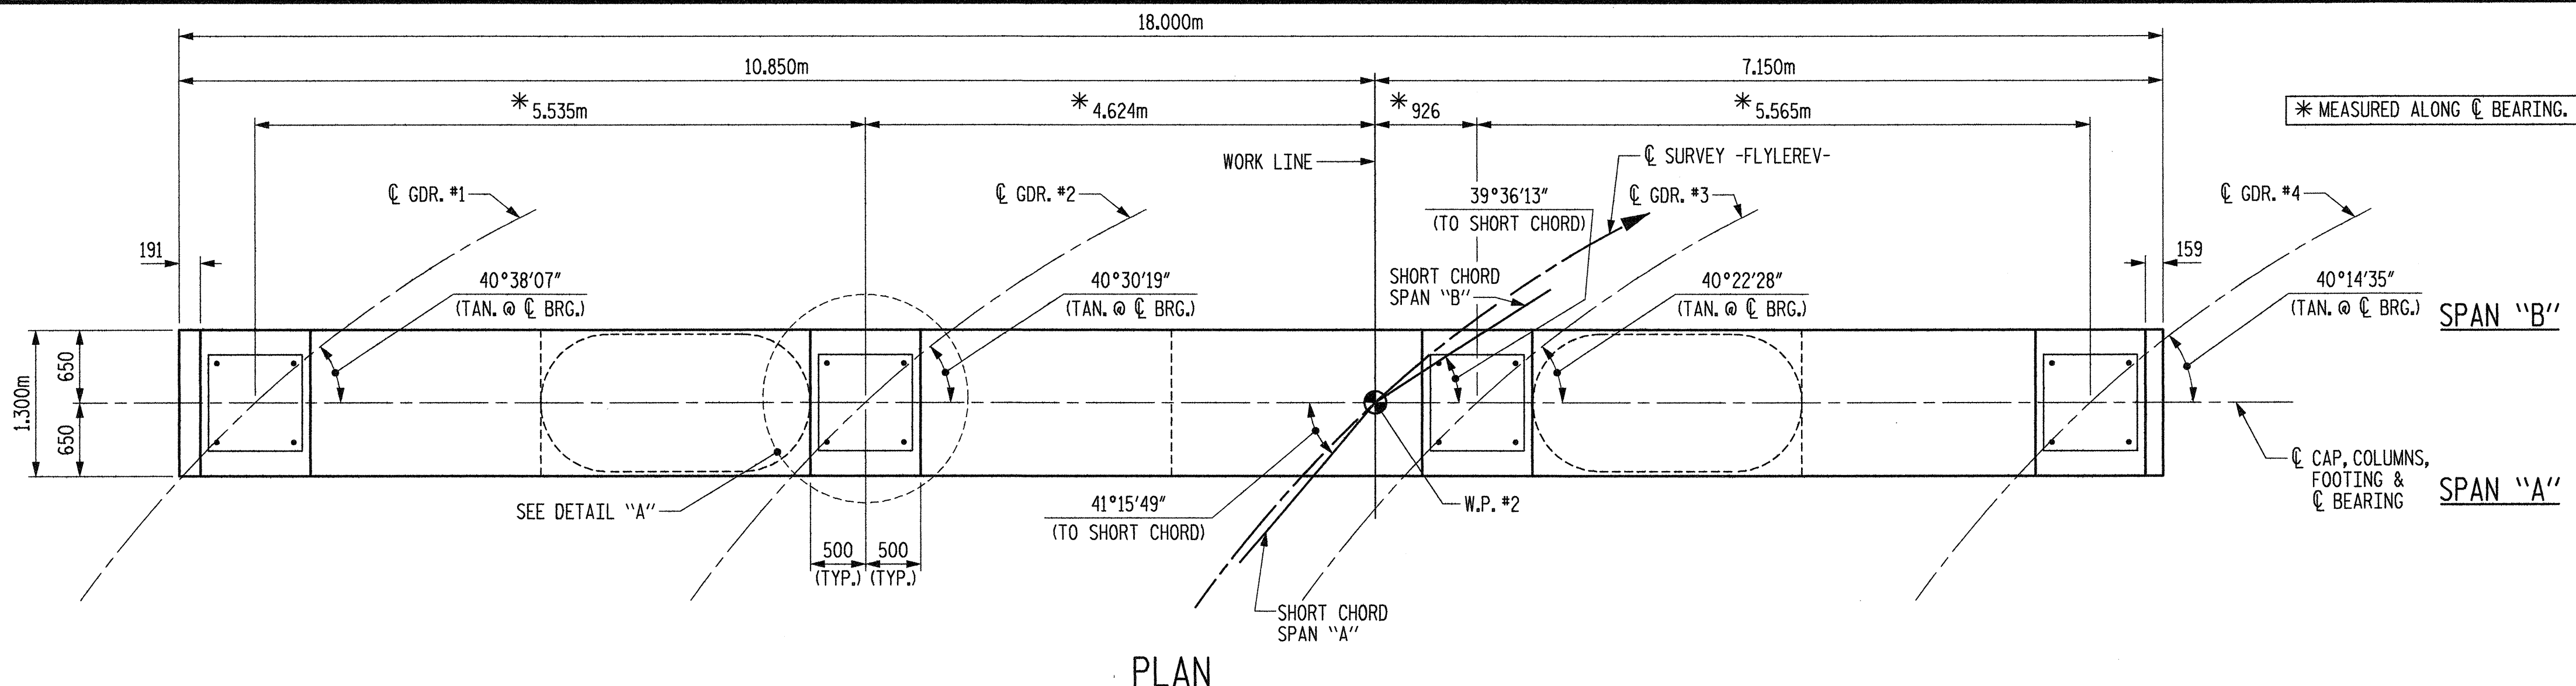 18.000m
10.850m
7.150m
* 5.535m
* 4.624m
* 926
* 5.565m
* MEASURED ALONG ℄ BEARING.
WORK LINE
℄ SURVEY -FLYLEREV-
℄ GDR. #1
℄ GDR. #2
39°36'13"
(TO SHORT CHORD)
℄ GDR. #3
℄ GDR. #4
191
159
40°38'07"
(TAN. @ ℄ BRG.)
40°30'19"
(TAN. @ ℄ BRG.)
SHORT CHORD
SPAN "B"
40°22'28"
(TAN. @ ℄ BRG.)
40°14'35"
(TAN. @ ℄ BRG.)
SPAN "B"
1.300m
650
650
℄ CAP, COLUMNS,
FOOTING &
℄ BEARING
SPAN "A"
SEE DETAIL "A"
41°15'49"
(TO SHORT CHORD)
W.P. #2
500
(TYP.)
500
(TYP.)
SHORT CHORD
SPAN "A"
PLAN